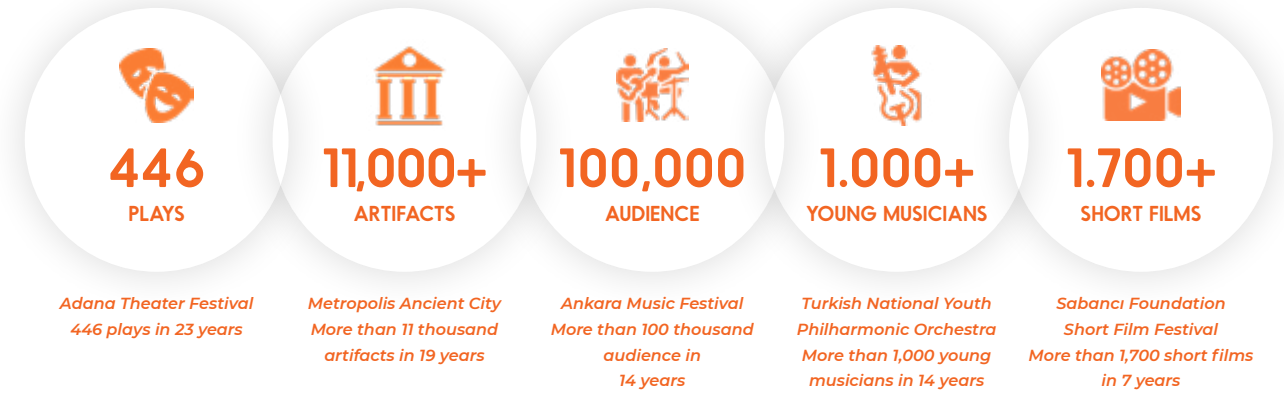 446
PLAYS
Adana Theater Festival
446 plays in 23 years
11,000+
ARTIFACTS
Metropolis Ancient City
More than 11 thousand
artifacts in 19 years
100,000
AUDIENCE
Ankara Music Festival
More than 100 thousand
audience in
14 years
1.000+
YOUNG MUSICIANS
Turkish National Youth
Philharmonic Orchestra
More than 1,000 young
musicians in 14 years
1.700+
SHORT FILMS
Sabancı Foundation
Short Film Festival
More than 1,700 short films
in 7 years